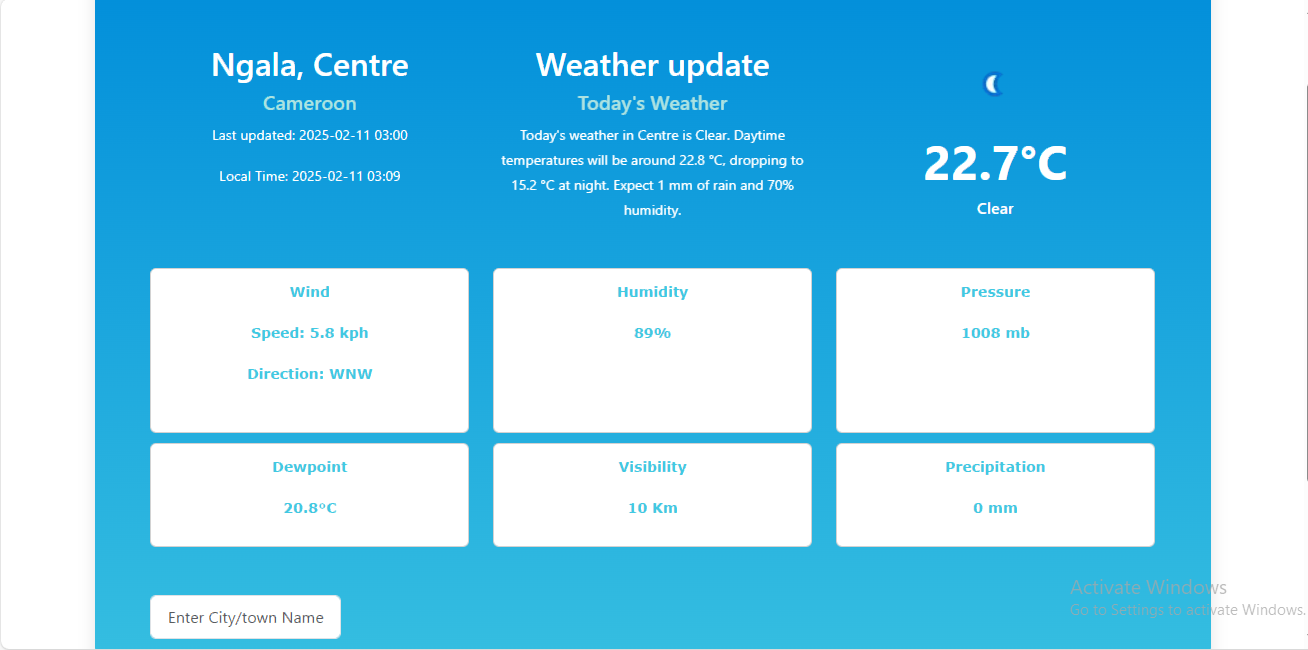 Ngala, Centre
Cameroon
Last updated: 2025-02-11 03:00
Local Time: 2025-02-11 03:09
Weather update
Today's Weather
Today's weather in Centre is Clear. Daytime
temperatures will be around 22.8 °C, dropping to
15.2 °C at night. Expect 1 mm of rain and 70%
humidity.
22.7°C
Clear
Wind
Speed: 5.8 kph
Direction: WNW
Humidity
89%
Pressure
1008 mb
Dewpoint
20.8°C
Visibility
10 Km
Precipitation
0 mm
Enter City/town Name
Activate Windows
Go to Settings to activate Windows.